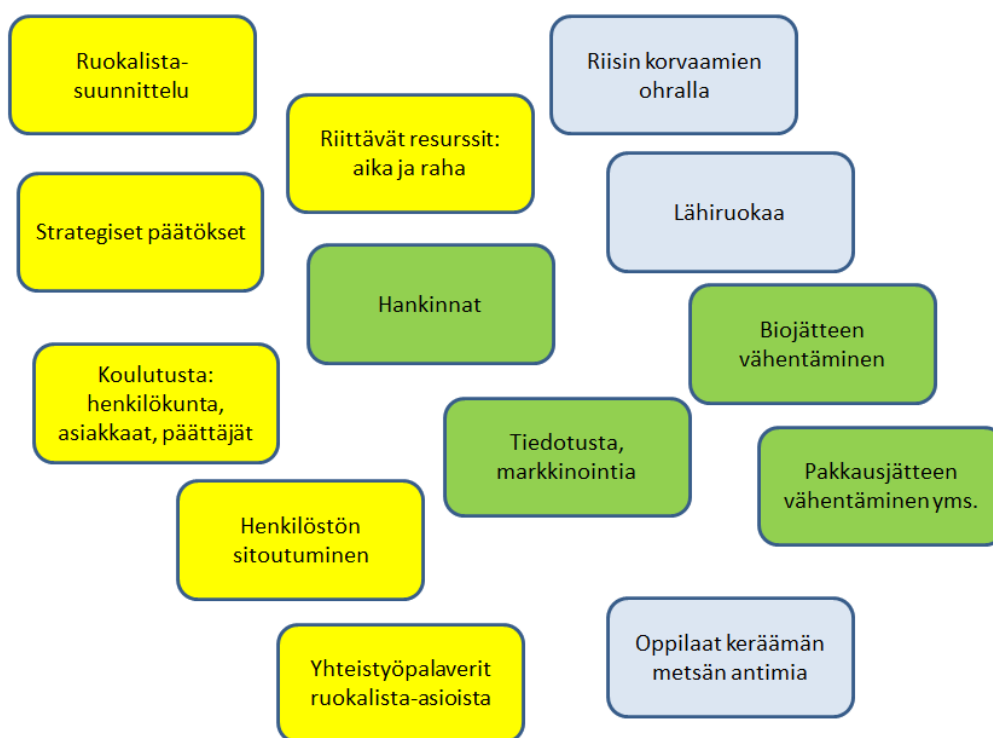 Ruokalista-
suunnittelu
Riisin korvaamien
ohralla
Riittävät resurssit:
aika ja raha
Strategiset päätökset
Lähiruokaa
Hankinnat
Biojätteen
vähentäminen
Koulutusta:
henkilökunta,
asiakkaat, päättäjät
Tiedotusta,
markkinointia
Pakkausjätteen
vähentäminen yms.
Henkilöstön
sitoutuminen
Oppilaat keräämän
metsän antimia
Yhteistyöpalaverit
ruokalista-asioista